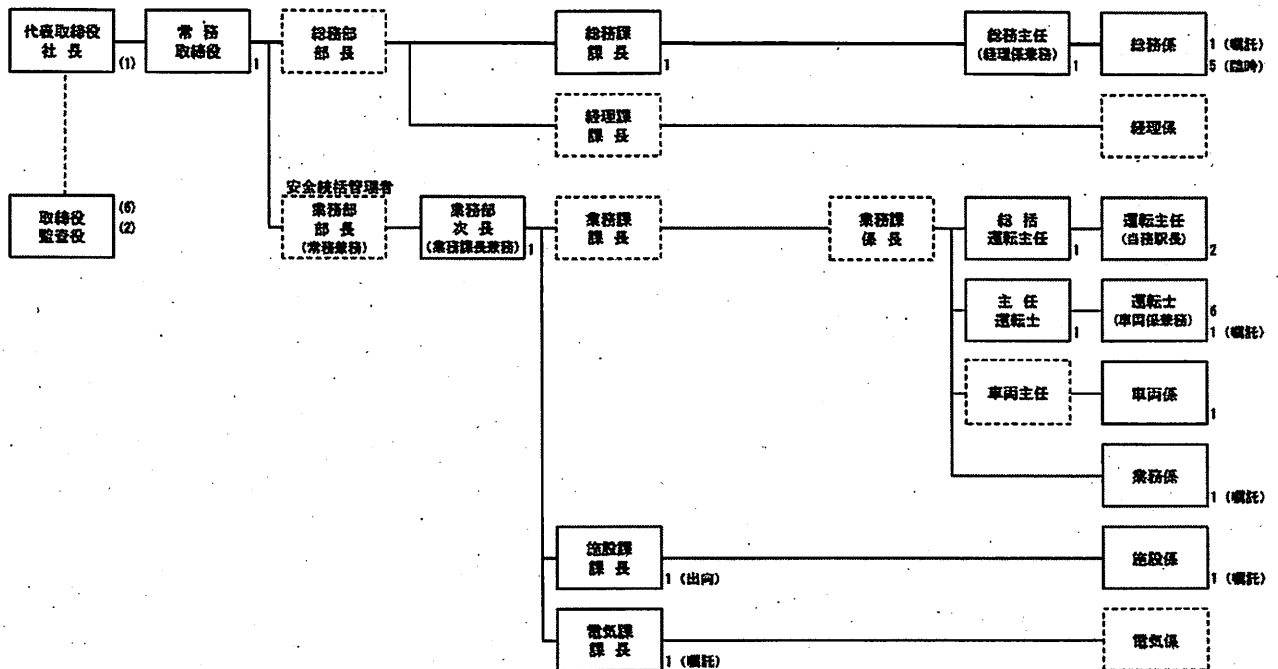 代表取締役
社 長
(1)
常 務
取締役
1
総務部
部 長
総務課
課 長
1
総務主任
(経理係兼務)
1
総務係
1 (嘱託)
5 (臨時)
経理課
課 長
経理係
取締役
監査役
(6)
(2)
安全統括管理者
業務部
部 長
(常務兼務)
業務部
次 長
(業務課長兼務)
1
業務課
課 長
業務課
係 長
総 括
運転主任
1
運転主任
(当務駅長)
2
主 任
運転士
1
運転士
(車両係兼務)
6
1 (嘱託)
車両主任
車両係
1
業務係
1 (嘱託)
施設課
課 長
1 (出向)
施設係
1 (嘱託)
電気課
課 長
1 (嘱託)
電気係